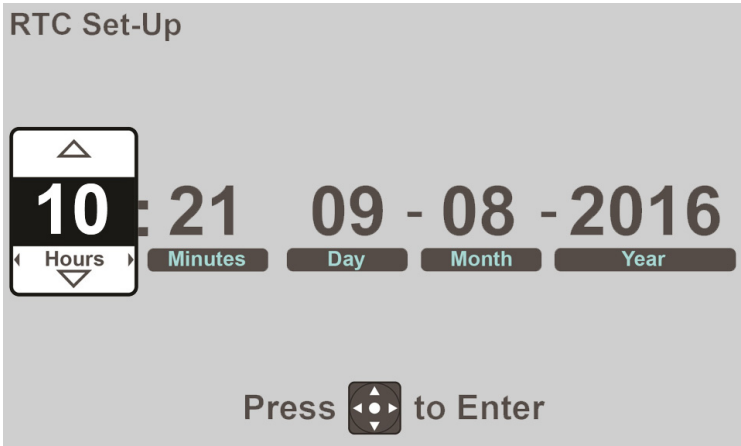 RTC Set-Up
10 : 21 09 - 08 - 2016
Hours Minutes Day Month Year
Press to Enter